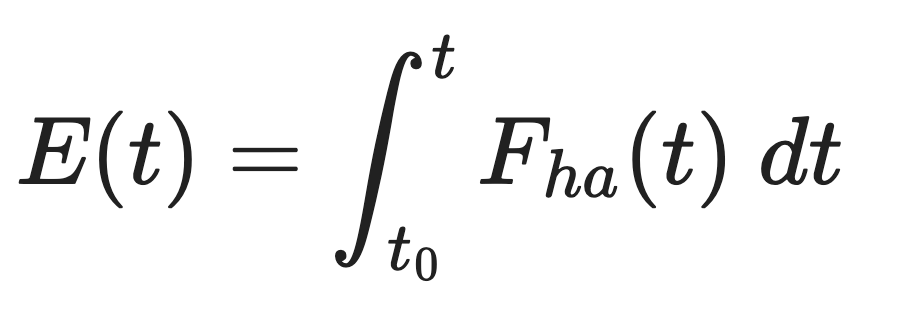 E(t) = ∫_{t_0}^{t} F_{ha}(t) dt